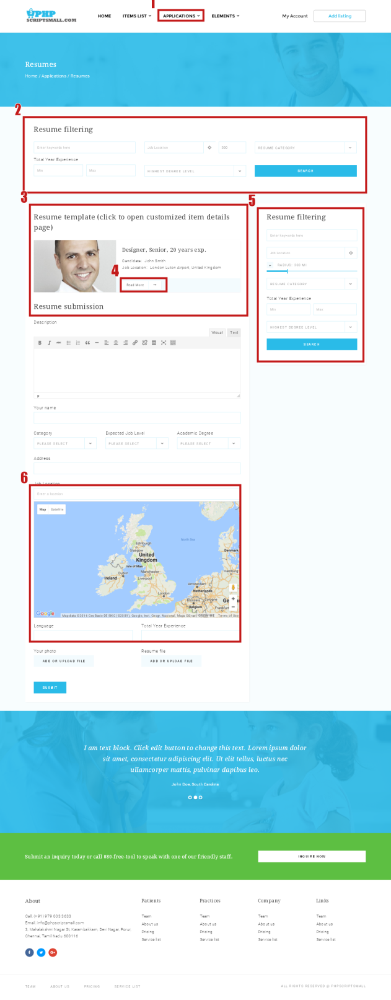 PHP
SCRIPTSMALL.COM
HOME
ITEMS LIST
APPLICATIONS
ELEMENTS
My Account
Add listing
Resumes
Home / Applications / Resumes
2
Resume filtering
Enter keywords here
Job Location
300
RESUME CATEGORY
Total Year Experience
Min
Max
HIGHEST DEGREE LEVEL
SEARCH
3
Resume template (click to open customized item details
page)
Designer, Senior, 20 years exp.
Candidate: John Smith
Job Location: London Luton Airport, United Kingdom
4
Read More →
5
Resume filtering
Enter keywords here
Job Location
RADIUS: 300 MI
RESUME CATEGORY
Total Year Experience
Min
Max
HIGHEST DEGREE LEVEL
SEARCH
Resume submission
Description
Visual
Text
B I ABC
P
Your name
Category
Expected Job Level
Academic Degree
PLEASE SELECT
PLEASE SELECT
PLEASE SELECT
Address
6
Job Location
Enter a location
Map
Satellite
North Sea
Edinburgh
Glasgow
United
Kingdom
Denmark
Isle of Man
Dublin
Ireland
Manchester
Liverpool
Hamburg
Amsterdam
Netherlands
London
Brussels
Cologne
Belgium
Frankfurt
Google
Map data ©2016 GeoBasis-DE/BKG (©2009), Google, Inst. Geogr. Nacional, Mapa GISrael, ORION-ME
Terms of Use
Language
Total Year Experience
Your photo
Resume file
ADD OR UPLOAD FILE
ADD OR UPLOAD FILE
SUBMIT
I am text block. Click edit button to change this text. Lorem ipsum dolor
sit amet, consectetur adipiscing elit. Ut elit tellus, luctus nec
ullamcorper mattis, pulvinar dapibus leo.
John Doe, South Carolina
Submit an inquiry today or call 080-free-tool to speak with one of our friendly staff.
INQUIRE NOW
About
Call: (+91) 979 003 3633
Email: info@phpscriptsmall.com
3, Mahalakshmi Nagar St, Karambakkam, Devi Nagar, Porur,
Chennai, Tamil Nadu 600116
f
G+
Patients
Team
About us
Pricing
Service list
Practices
Team
About us
Pricing
Service list
Company
Team
About us
Pricing
Service list
Links
Team
About us
Pricing
Service list
TEAM
ABOUT US
PRICING
SERVICE LIST
ALL RIGHTS RESERVED @ PHPSCRIPTSMALL